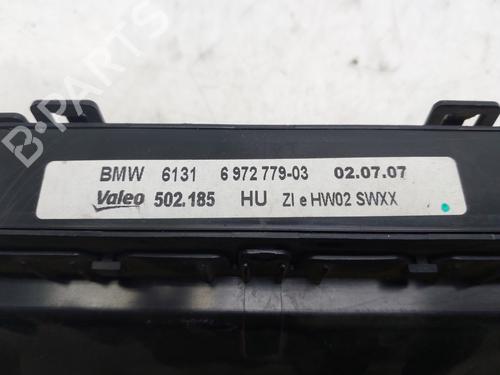 B-PARTS
BMW 6131 6 972 779-03 02.07.07
Valeo 502.185 HU ZI e HW02 SWXX